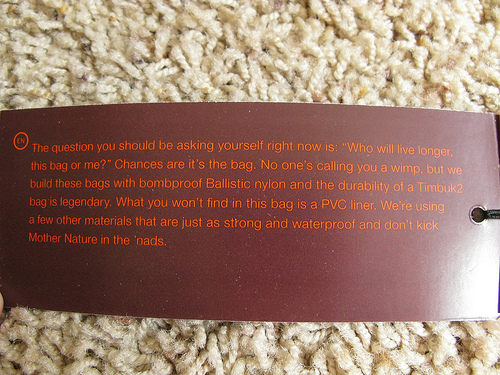 EN
The question you should be asking yourself right now is: "Who will live longer,
this bag or me?" Chances are it's the bag. No one's calling you a wimp, but we
build these bags with bombproof Ballistic nylon and the durability of a Timbuk2
bag is legendary. What you won't find in this bag is a PVC liner. We're using
a few other materials that are just as strong and waterproof and don't kick
Mother Nature in the 'nads.